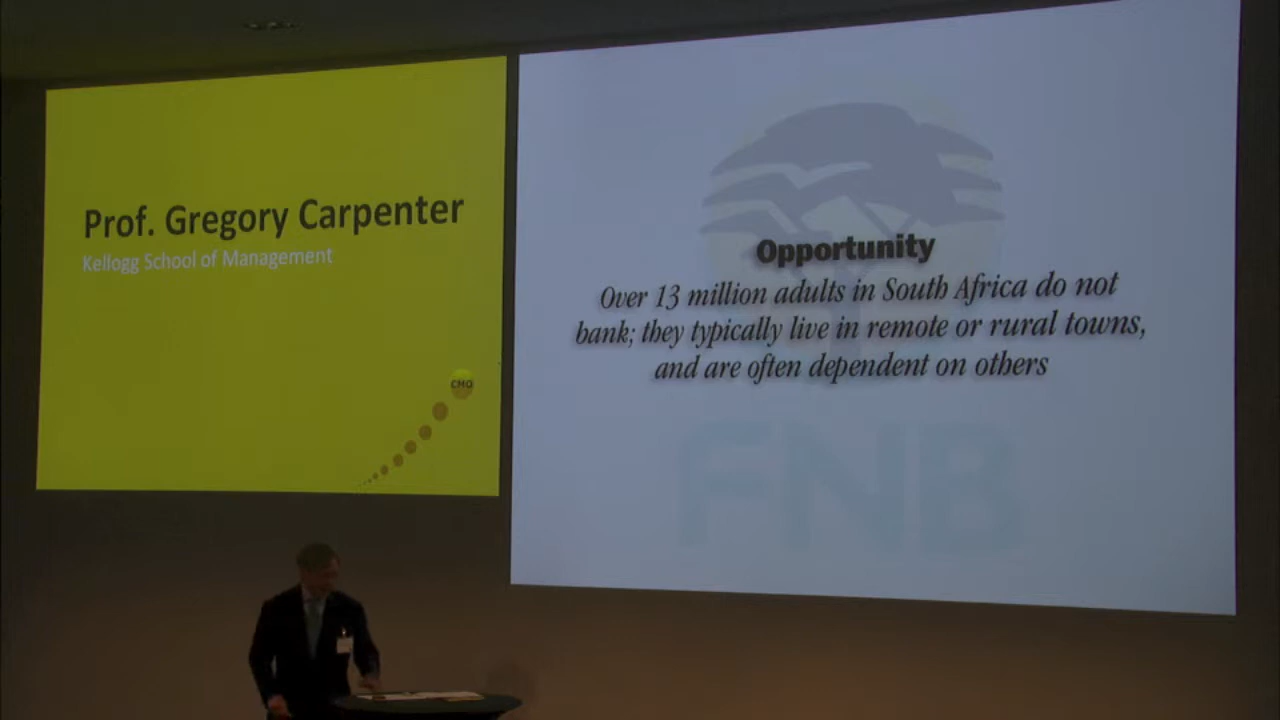 Prof. Gregory Carpenter
Kellogg School of Management
CMO
Opportunity
Over 13 million adults in South Africa do not
bank; they typically live in remote or rural towns,
and are often dependent on others
FNB